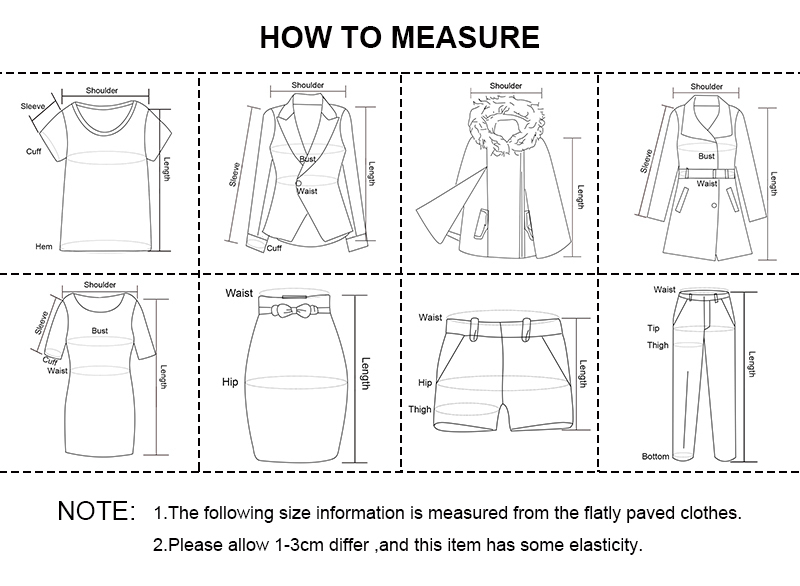 HOW TO MEASURE
Shoulder
Sleeve
Cuff
Length
Hem
Shoulder
Sleeve
Bust
Waist
Length
Cuff
Shoulder
Length
Shoulder
Sleeve
Bust
Waist
Length
Shoulder
Sleeve
Bust
Cuff
Waist
Length
Waist
Hip
Length
Waist
Hip
Thigh
Length
Waist
Tip
Thigh
Length
Bottom
NOTE: 1.The following size information is measured from the flatly paved clothes.
2.Please allow 1-3cm differ ,and this item has some elasticity.